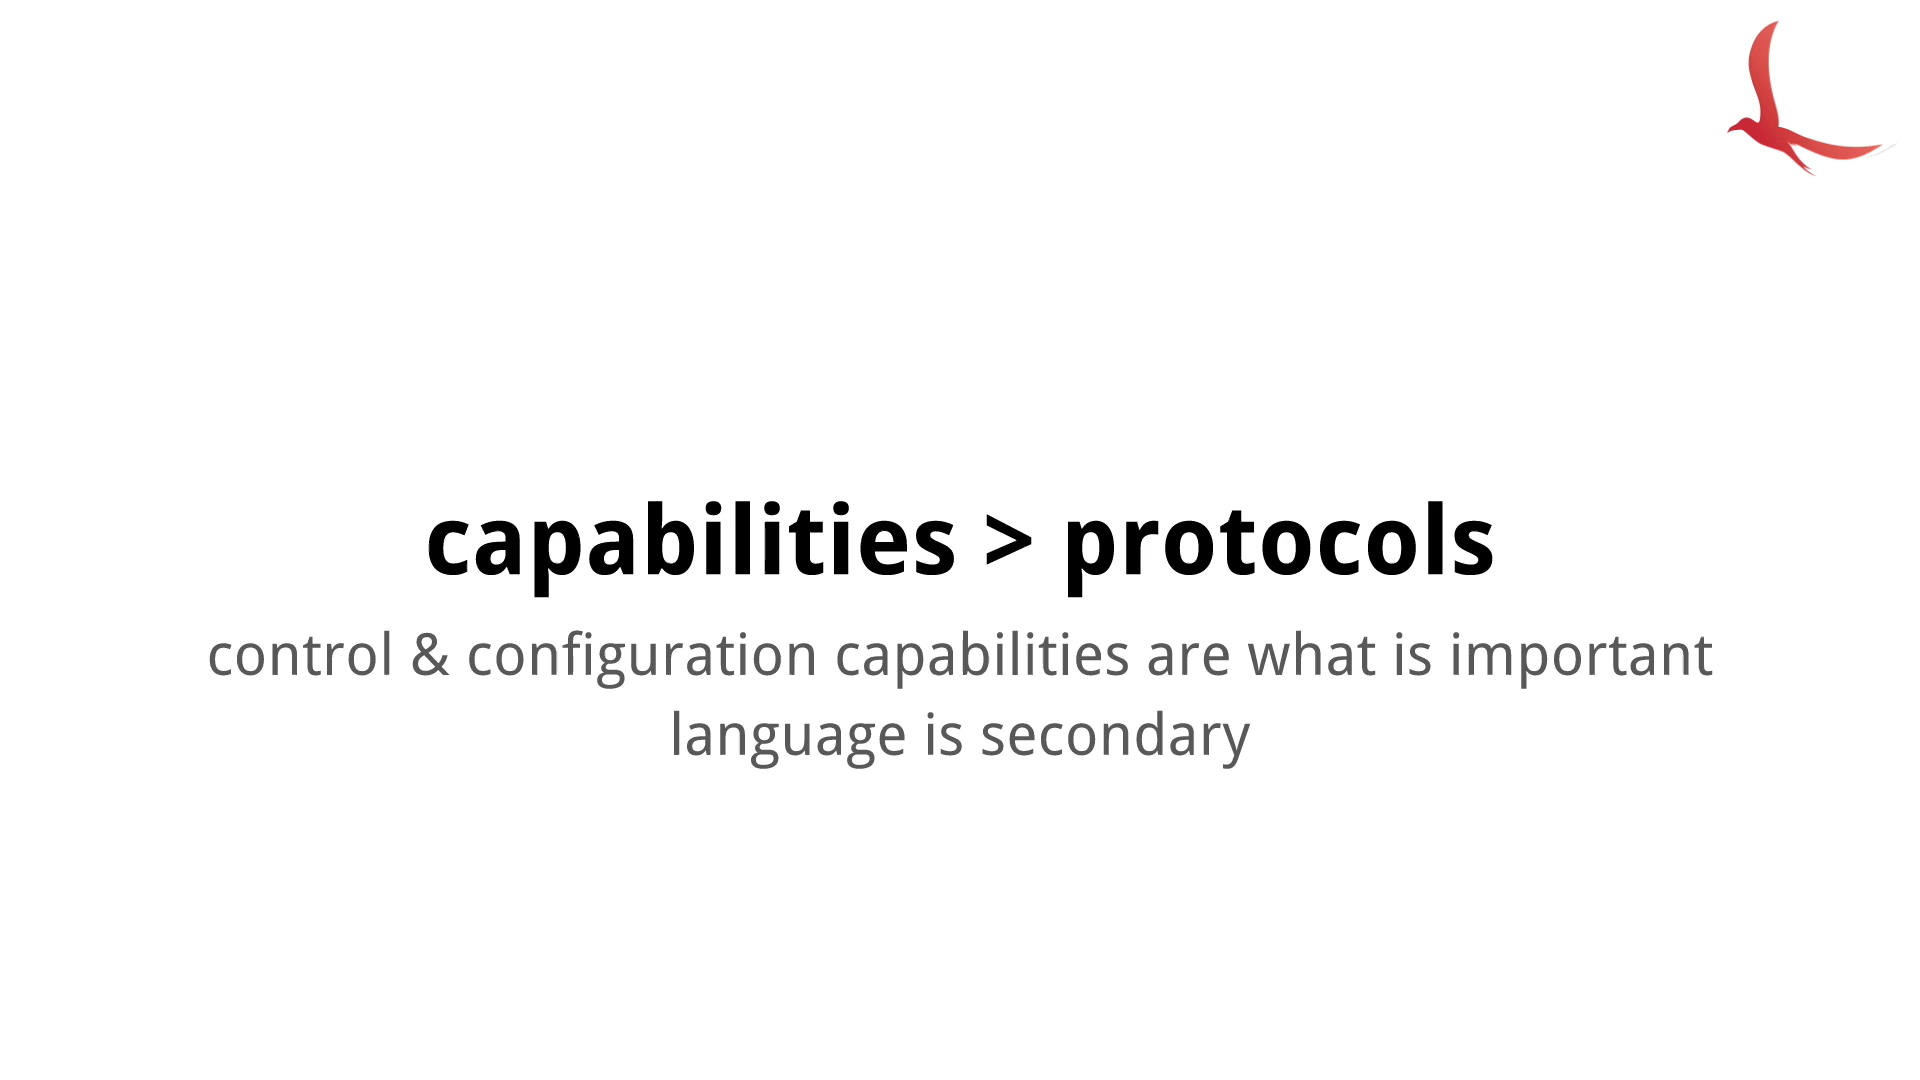 capabilities > protocols
control & configuration capabilities are what is important
language is secondary